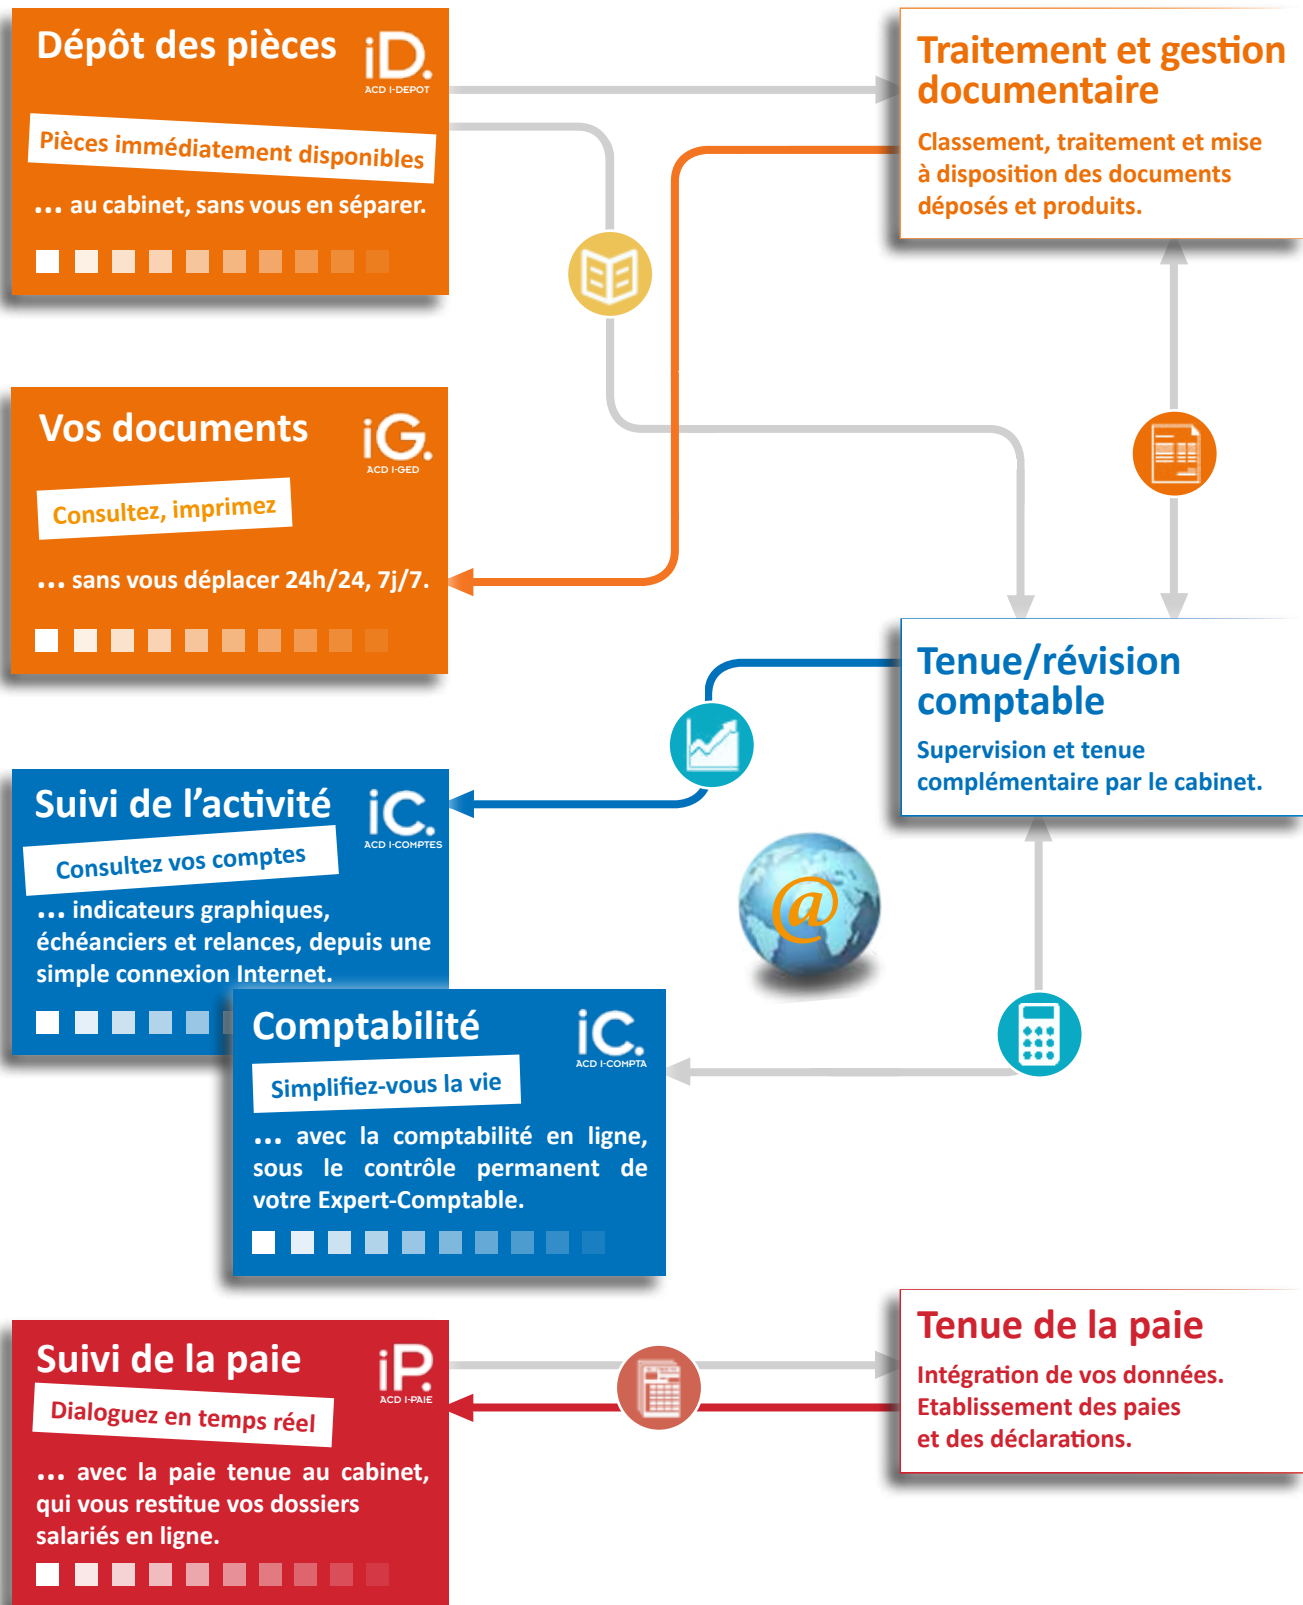 Dépôt des pièces
iD.
ACD I-DEPOT
Pièces immédiatement disponibles
... au cabinet, sans vous en séparer.
Traitement et gestion
documentaire
Classement, traitement et mise
à disposition des documents
déposés et produits.
Vos documents
iG.
ACD I-GED
Consultez, imprimez
... sans vous déplacer 24h/24, 7j/7.
Tenue/révision
comptable
Supervision et tenue
complémentaire par le cabinet.
Suivi de l’activité
iC.
ACD I-COMPTES
Consultez vos comptes
... indicateurs graphiques,
échéanciers et relances, depuis une
simple connexion Internet.
@
Comptabilité
iC.
ACD I-COMPTA
Simplifiez-vous la vie
... avec la comptabilité en ligne,
sous le contrôle permanent de
votre Expert-Comptable.
Suivi de la paie
iP.
ACD I-PAIE
Dialoguez en temps réel
... avec la paie tenue au cabinet,
qui vous restitue vos dossiers
salariés en ligne.
Tenue de la paie
Intégration de vos données.
Etablissement des paies
et des déclarations.